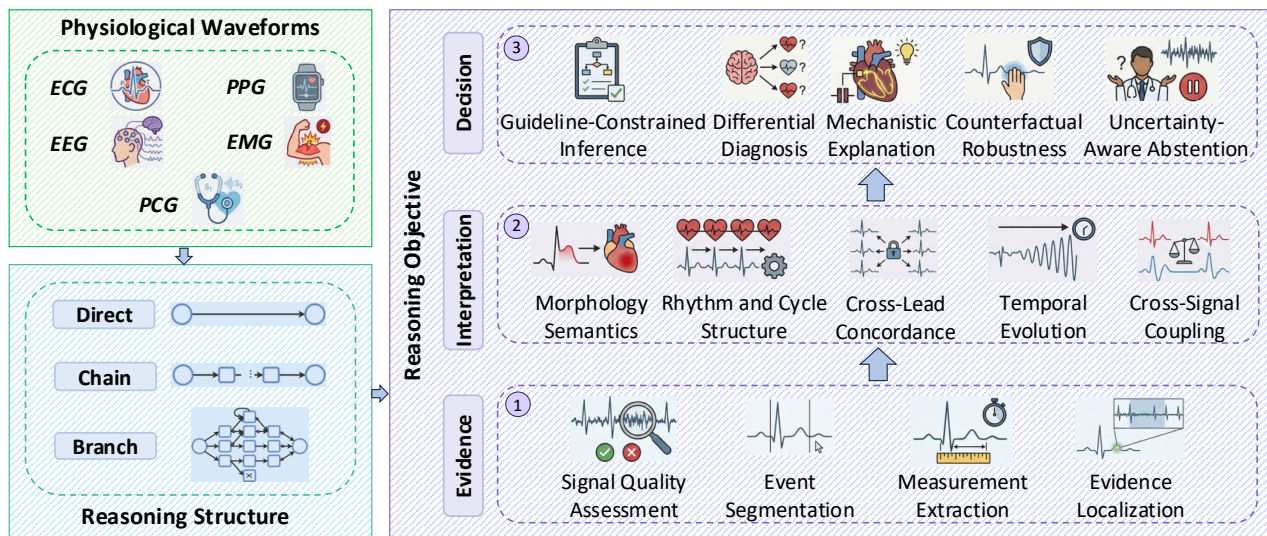 Physiological Waveforms
ECG
PPG
EEG
EMG
PCG
S₁
S₂
Direct
Chain
Branch
Reasoning Structure
Reasoning Objective
Decision
3
Guideline-Constrained
Inference
Differential
Diagnosis
Mechanistic
Explanation
Counterfactual
Robustness
Uncertainty-
Aware Abstention
Interpretation
2
Morphology
Semantics
Rhythm and Cycle
Structure
Cross-Lead
Concordance
Temporal
Evolution
Cross-Signal
Coupling
Evidence
1
Signal Quality
Assessment
Event
Segmentation
Measurement
Extraction
Evidence
Localization